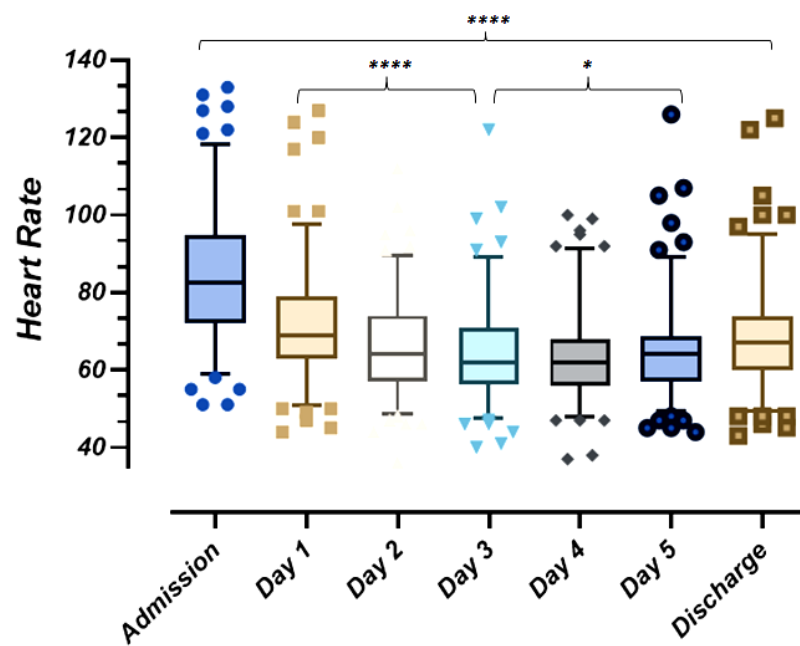 ****
**** *
140
120
100
80
60
40
Heart Rate
Admission
Day 1
Day 2
Day 3
Day 4
Day 5
Discharge